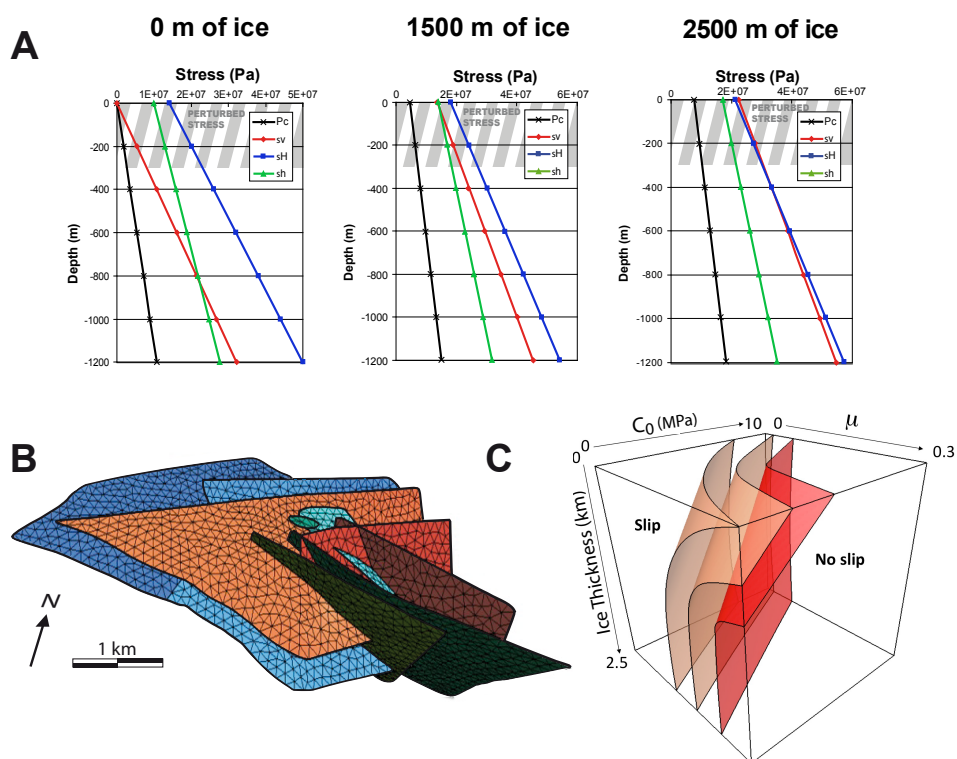 A
0 m of ice
1500 m of ice
2500 m of ice
Stress (Pa)
0 1E+07 2E+07 3E+07 4E+07 5E+07
Depth (m)
0
-200
-400
-600
-800
-1000
-1200
PERTURBED
STRESS
Pc
sv
sH
sh
Stress (Pa)
0 2E+07 4E+07 6E+07
Depth (m)
0
-200
-400
-600
-800
-1000
-1200
PERTURBED
STRESS
Pc
sv
sH
sh
Stress (Pa)
0 2E+07 4E+07 6E+07
Depth (m)
0
-200
-400
-600
-800
-1000
-1200
PERTURBED
STRESS
Pc
sv
sH
sh
B
N
1 km
C
0 C₀ (MPa) 10
0 μ 0.3
0 Ice Thickness (km) 2.5
Slip
No slip